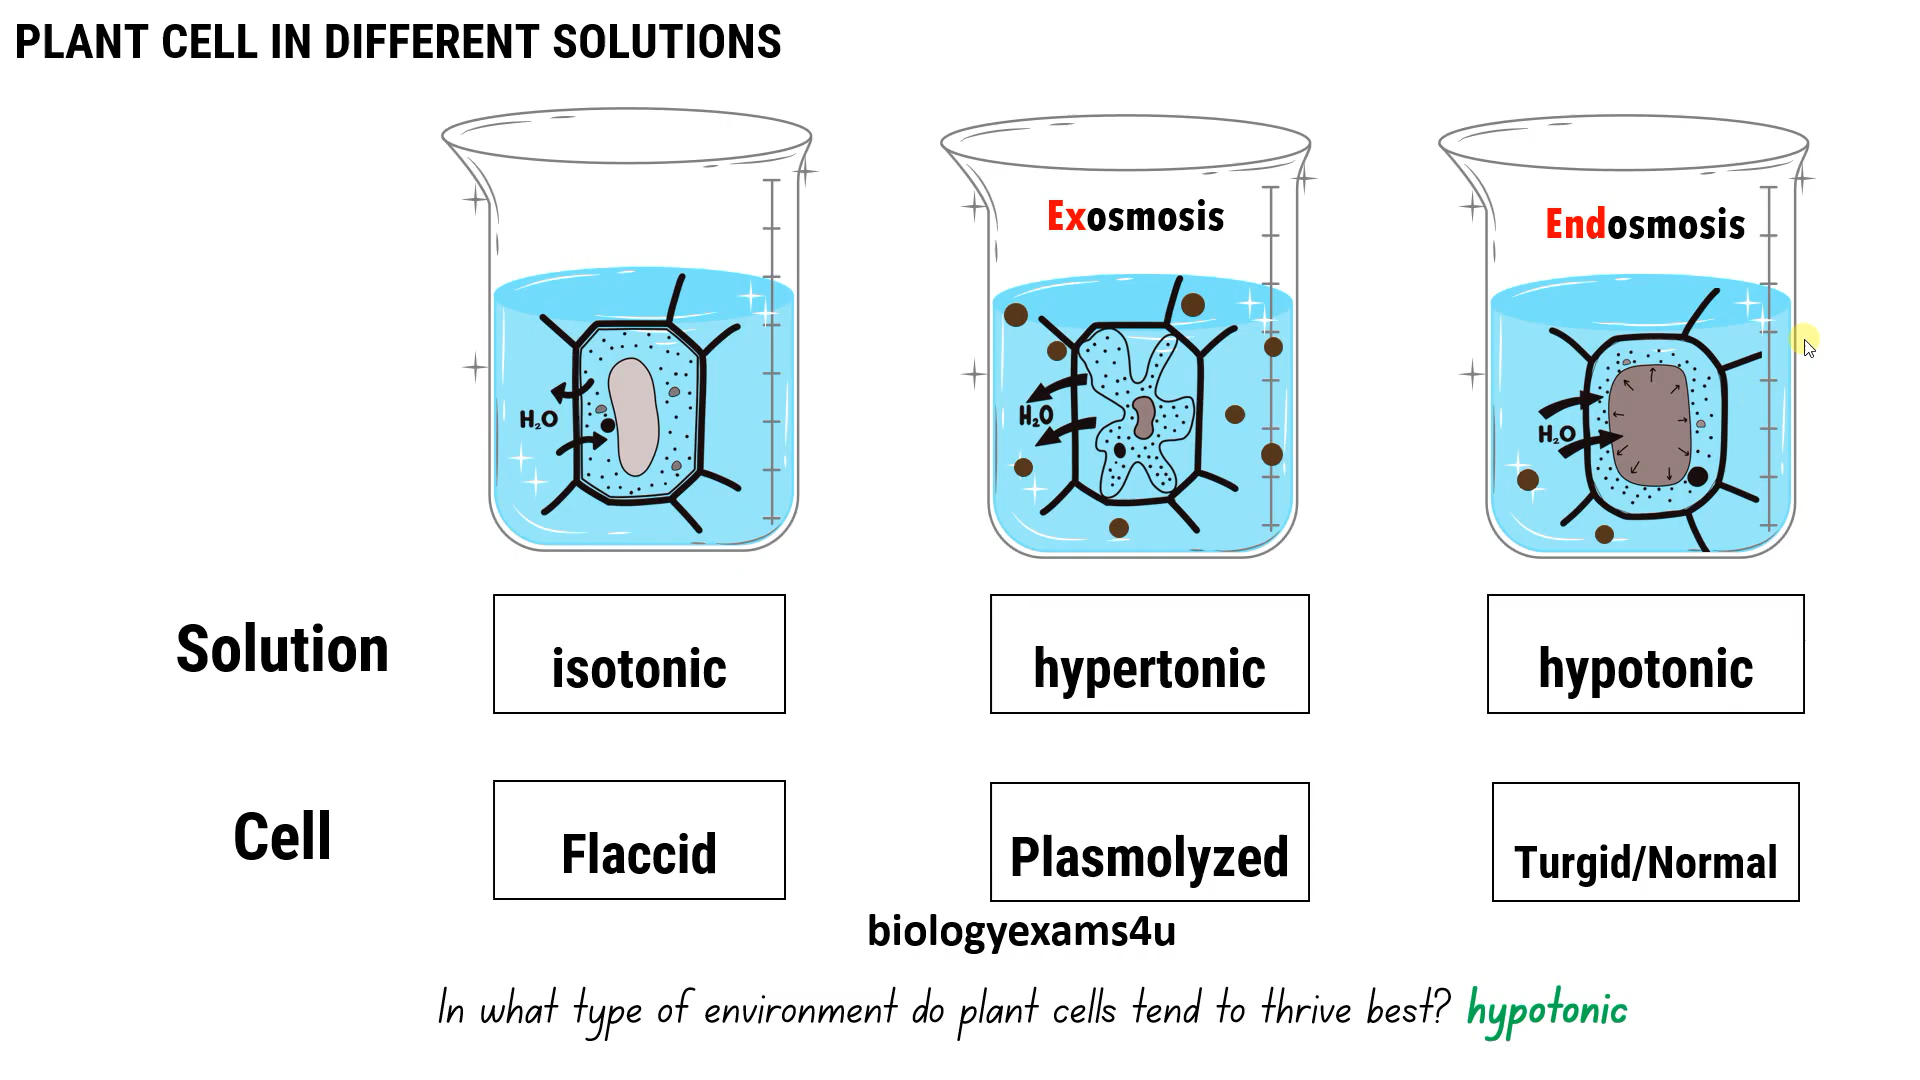 PLANT CELL IN DIFFERENT SOLUTIONS
Exosmosis
Endosmosis
H₂O
H₂O
H₂O
Solution
isotonic
hypertonic
hypotonic
Cell
Flaccid
Plasmolyzed
Turgid/Normal
biologyexams4u
In what type of environment do plant cells tend to thrive best? hypotonic